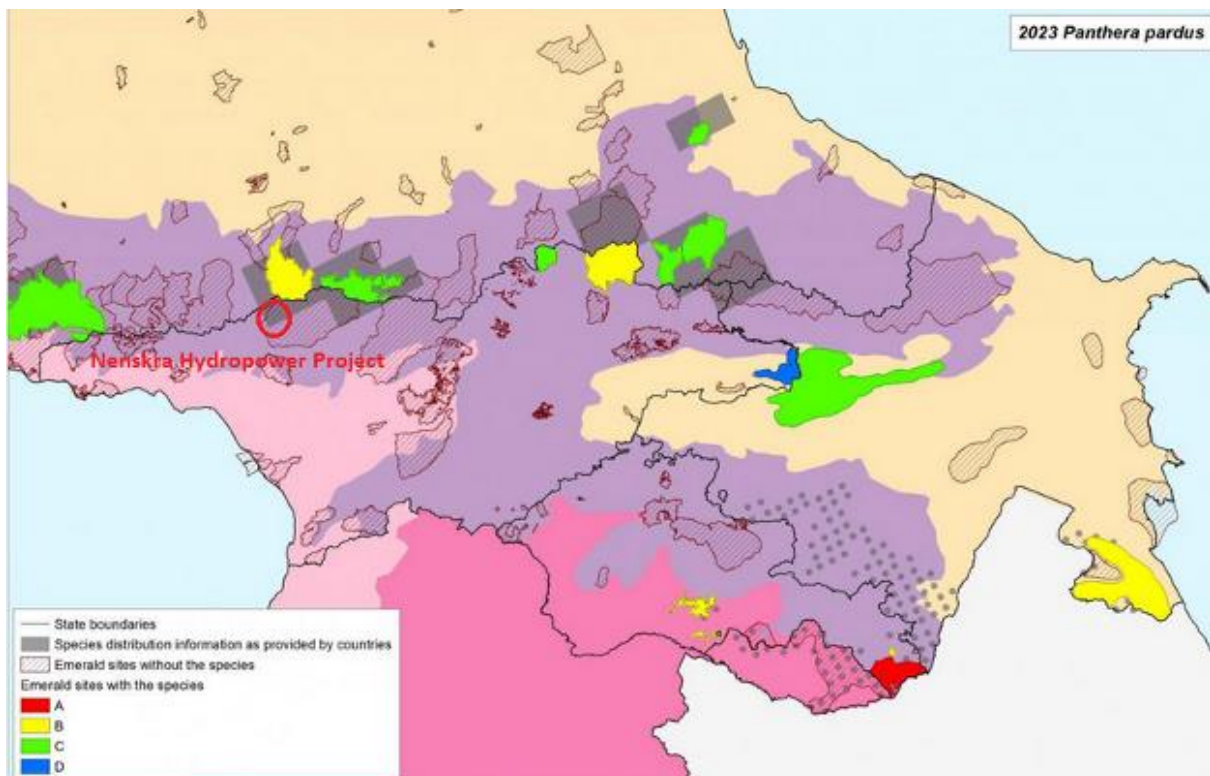 2023 Panthera pardus
Nenskra Hydropower Project
State boundaries
Species distribution information as provided by countries
Emerald sites without the species
Emerald sites with the species
A
B
C
D